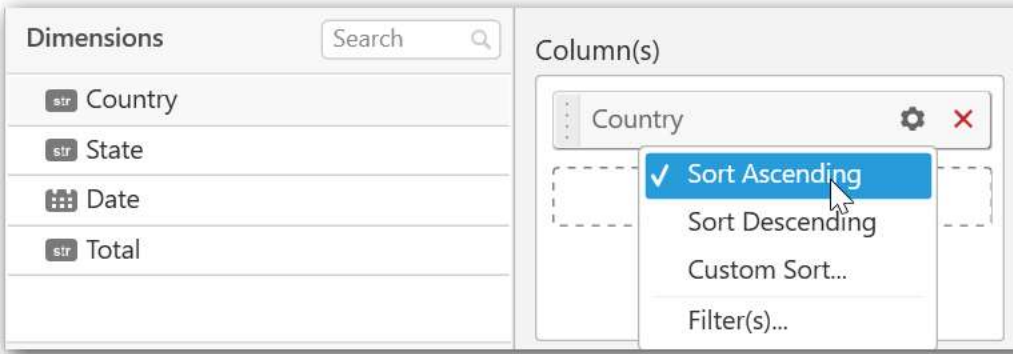 Dimensions
Search
str Country
str State
Date
str Total
Column(s)
Country
Sort Ascending
Sort Descending
Custom Sort...
Filter(s)...